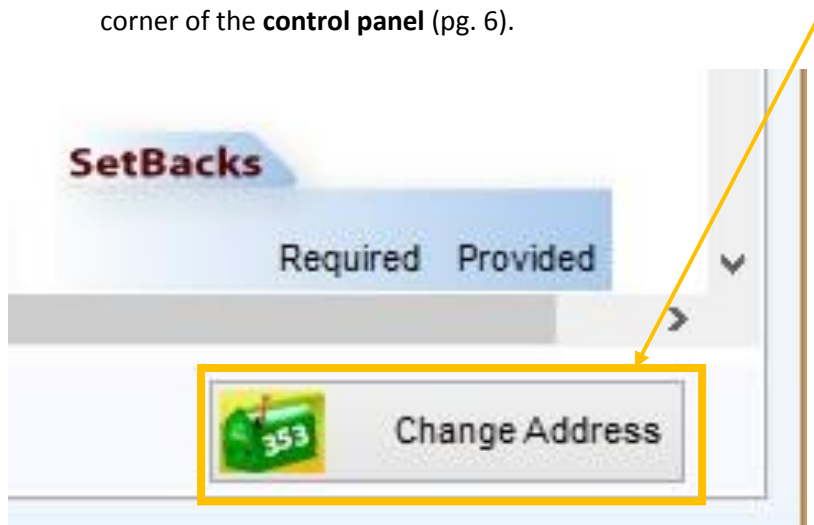 corner of the control panel (pg. 6).
SetBacks
Required Provided
353 Change Address